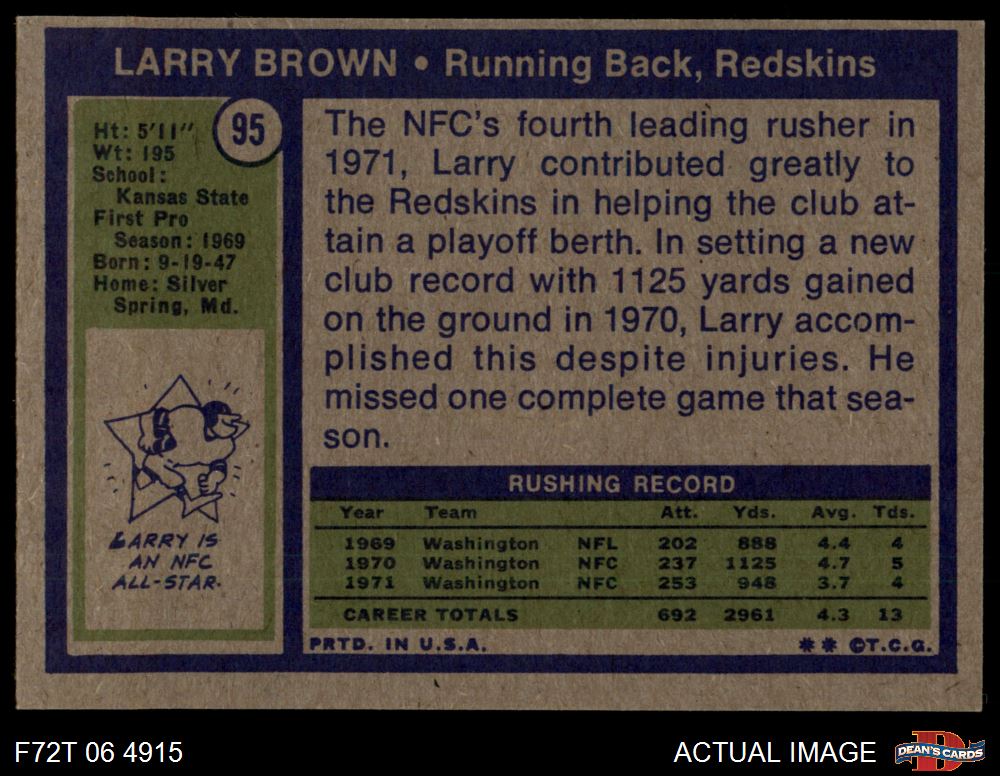 LARRY BROWN • Running Back, Redskins
95
Ht: 5'11"
Wt: 195
School:
Kansas State
First Pro
Season: 1969
Born: 9-19-47
Home: Silver
Spring, Md.
LARRY IS
AN NFC
ALL-STAR.
The NFC's fourth leading rusher in
1971, Larry contributed greatly to
the Redskins in helping the club at-
tain a playoff berth. In setting a new
club record with 1125 yards gained
on the ground in 1970, Larry accom-
plished this despite injuries. He
missed one complete game that sea-
son.
RUSHING RECORD
Year Team Att. Yds. Avg. Tds.
1969 Washington NFL 202 888 4.4 4
1970 Washington NFC 237 1125 4.7 5
1971 Washington NFC 253 948 3.7 4
CAREER TOTALS 692 2961 4.3 13
PRTD. IN U.S.A. ** ©T.C.G.
F72T 06 4915 ACTUAL IMAGE DEAN'S CARDS